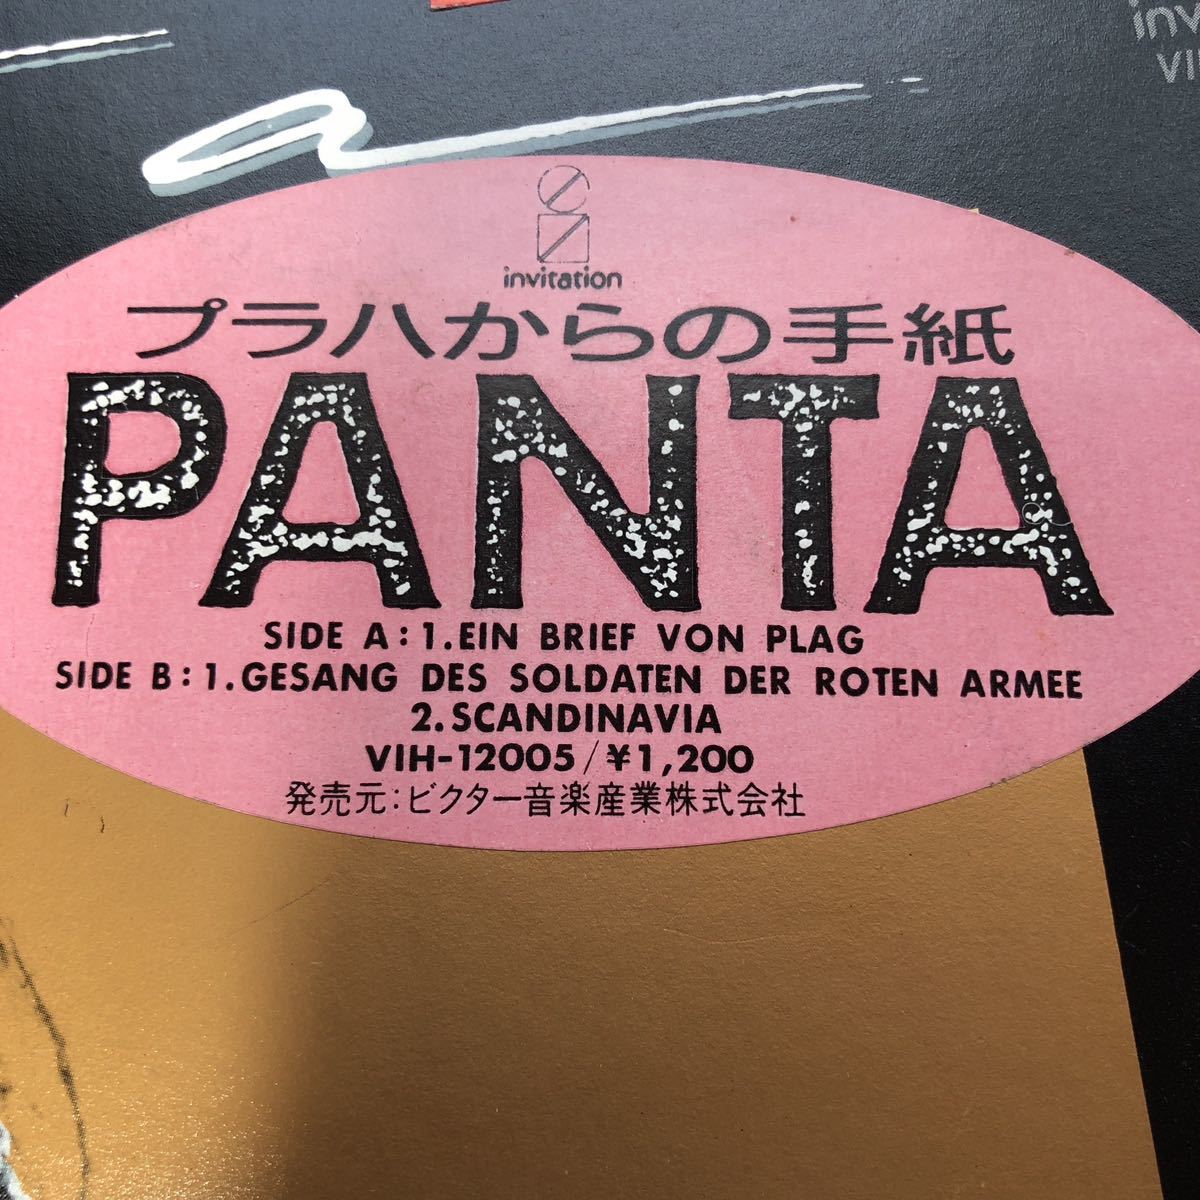 invitation
プラハからの手紙
PANTA
SIDE A:1.EIN BRIEF VON PLAG
SIDE B:1.GESANG DES SOLDATEN DER ROTEN ARMEE
2.SCANDINAVIA
VIH-12005/¥1,200
発売元:ビクター音楽産業株式会社